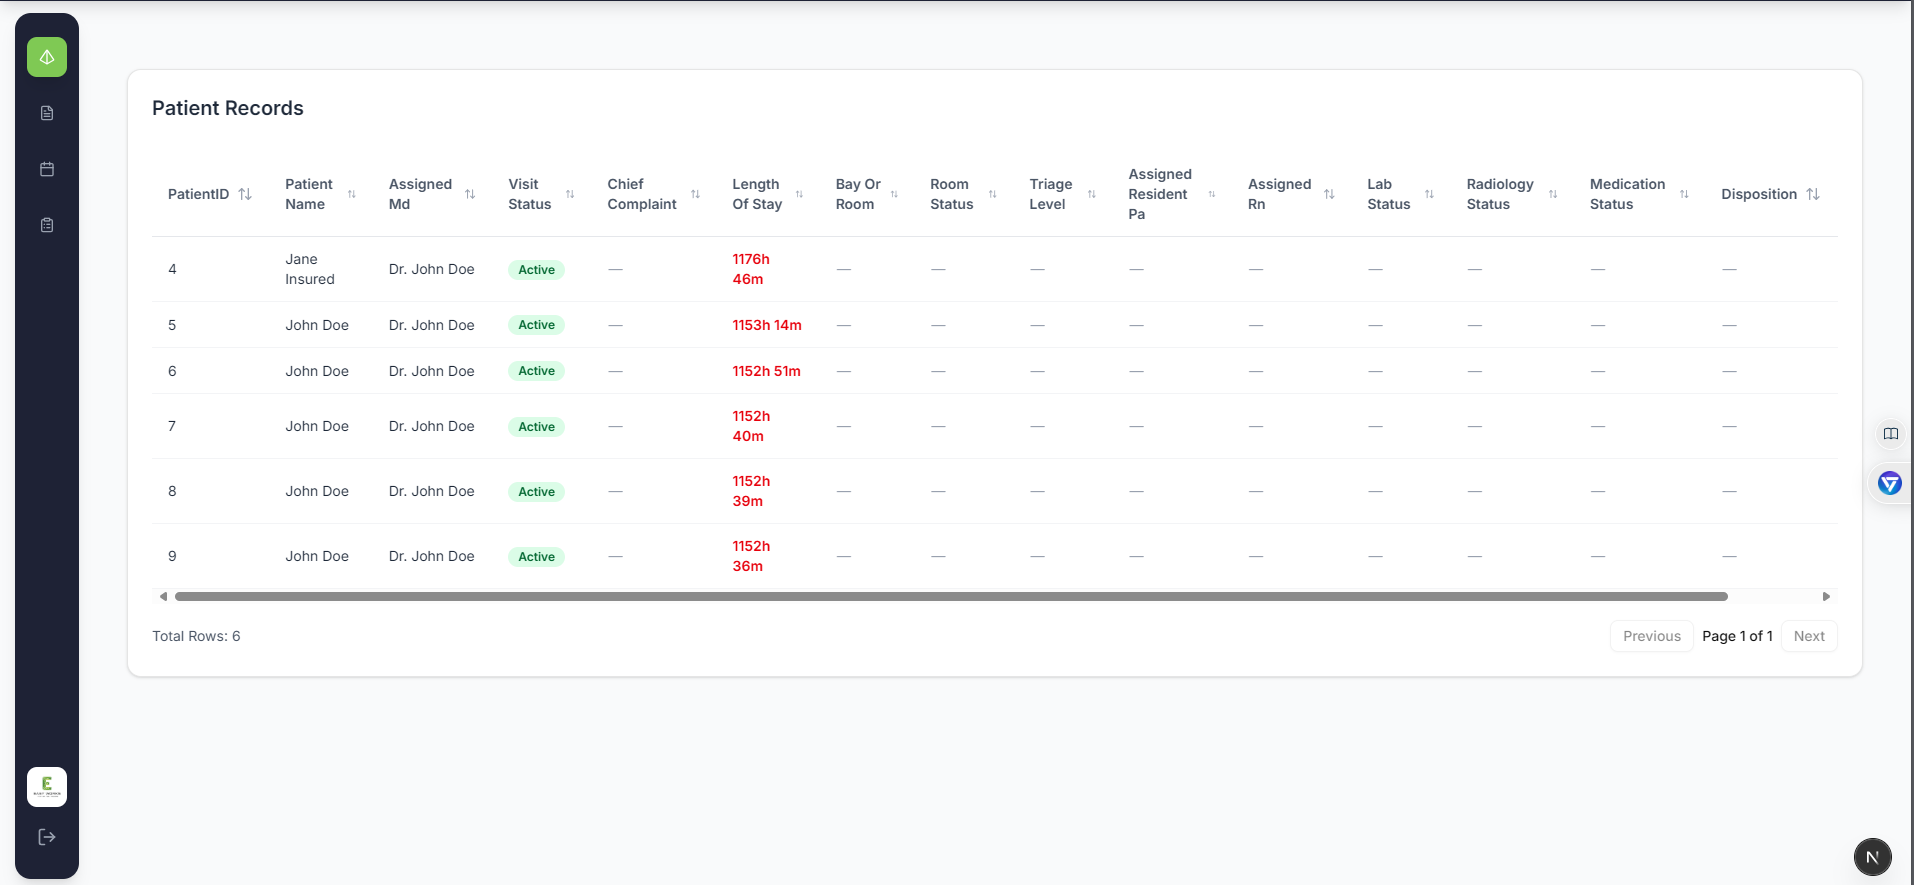 Patient Records
PatientID
Patient
Name
Assigned
Md
Visit
Status
Chief
Complaint
Length
Of Stay
Bay Or
Room
Room
Status
Triage
Level
Assigned
Resident
Pa
Assigned
Rn
Lab
Status
Radiology
Status
Medication
Status
Disposition
4
Jane
Insured
Dr. John Doe
Active
—
1176h
46m
—
—
—
—
—
—
—
—
—
5
John Doe
Dr. John Doe
Active
—
1153h 14m
—
—
—
—
—
—
—
—
—
6
John Doe
Dr. John Doe
Active
—
1152h 51m
—
—
—
—
—
—
—
—
—
7
John Doe
Dr. John Doe
Active
—
1152h
40m
—
—
—
—
—
—
—
—
—
8
John Doe
Dr. John Doe
Active
—
1152h
39m
—
—
—
—
—
—
—
—
—
9
John Doe
Dr. John Doe
Active
—
1152h
36m
—
—
—
—
—
—
—
—
—
Total Rows: 6
Previous
Page 1 of 1
Next
E
N